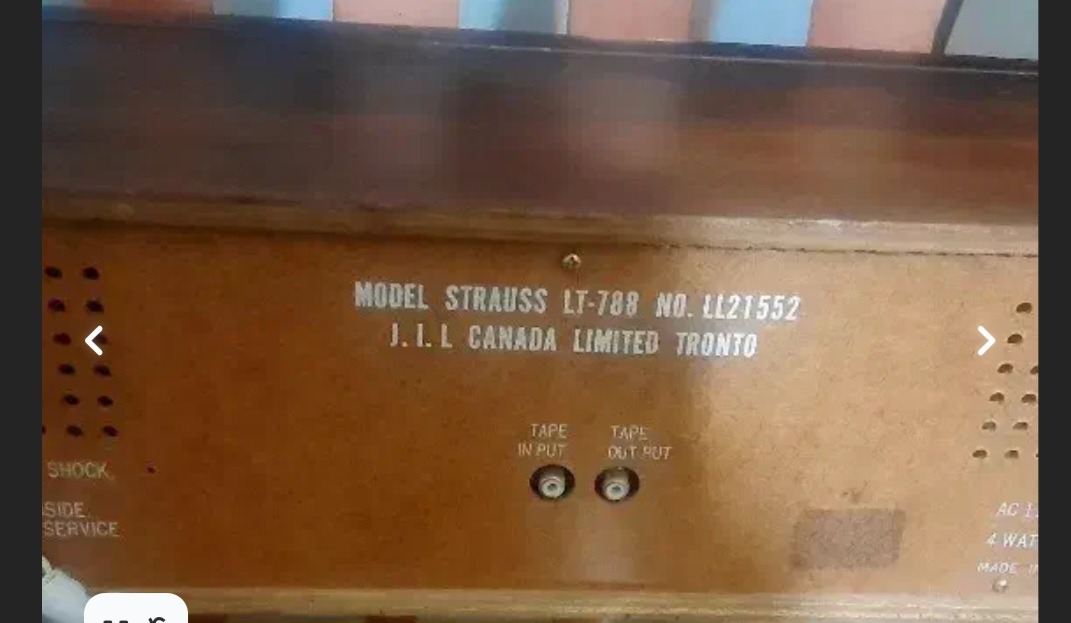 MODEL STRAUSS LT-788 NO. LL21552
J. I. L CANADA LIMITED TRONTO
TAPE
IN PUT
TAPE
OUT PUT
SHOCK
SIDE
SERVICE
AC
4 WAT
MADE